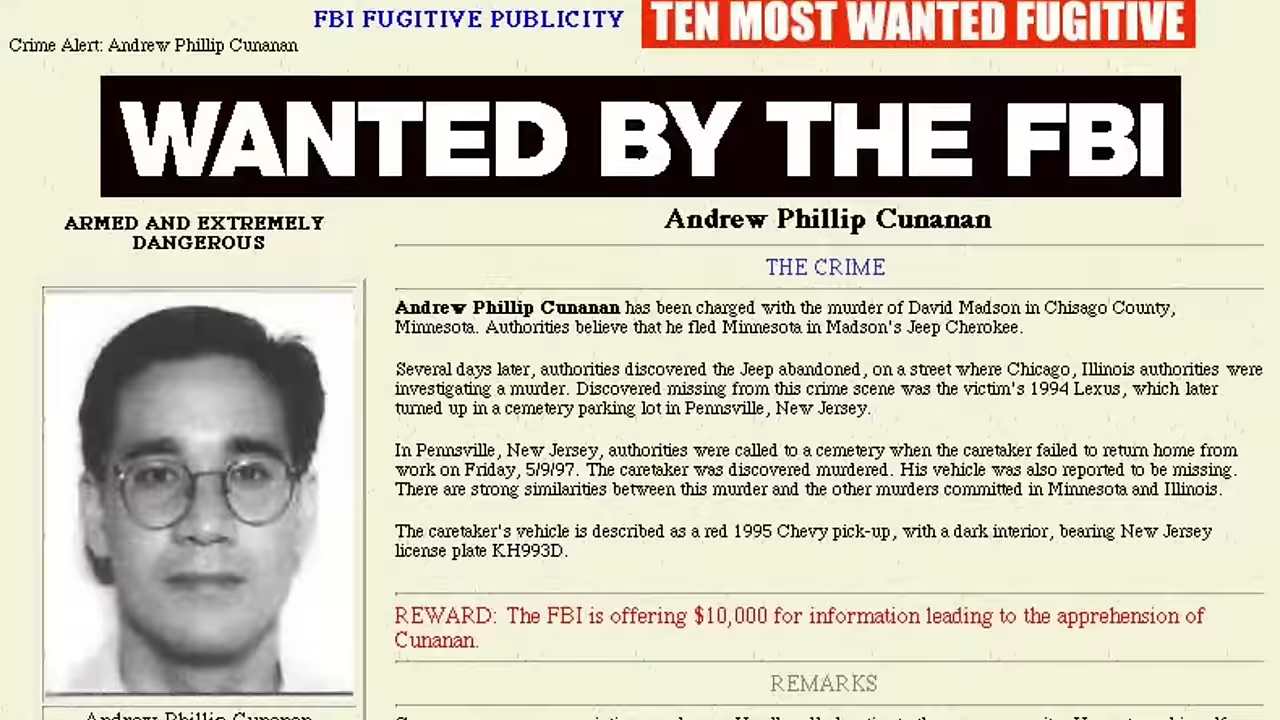 FBI FUGITIVE PUBLICITY
TEN MOST WANTED FUGITIVE
Crime Alert: Andrew Phillip Cunanan
WANTED BY THE FBI
ARMED AND EXTREMELY
DANGEROUS
Andrew Phillip Cunanan
THE CRIME
Andrew Phillip Cunanan has been charged with the murder of David Madson in Chisago County,
Minnesota. Authorities believe that he fled Minnesota in Madson's Jeep Cherokee.
Several days later, authorities discovered the Jeep abandoned, on a street where Chicago, Illinois authorities were
investigating a murder. Discovered missing from this crime scene was the victim's 1994 Lexus, which later
turned up in a cemetery parking lot in Pennsville, New Jersey.
In Pennsville, New Jersey, authorities were called to a cemetery when the caretaker failed to return home from
work on Friday, 5/9/97. The caretaker was discovered murdered. His vehicle was also reported to be missing.
There are strong similarities between this murder and the other murders committed in Minnesota and Illinois.
The caretaker's vehicle is described as a red 1995 Chevy pick-up, with a dark interior, bearing New Jersey
license plate KH993D.
REWARD: The FBI is offering $10,000 for information leading to the apprehension of
Cunanan.
REMARKS
Andrew Phillip Cunanan